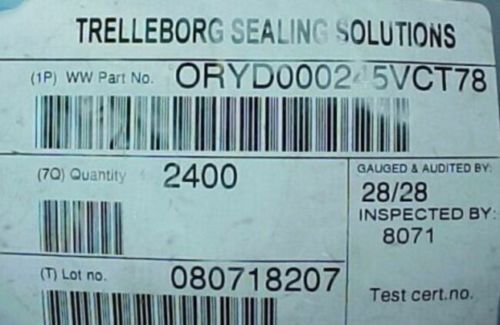 TRELLEBORG SEALING SOLUTIONS
(1P) WW Part No. ORYD000245VCT78
(7Q) Quantity 2400
GAUGED & AUDITED BY:
28/28
INSPECTED BY:
8071
(T) Lot no. 080718207
Test cert.no.